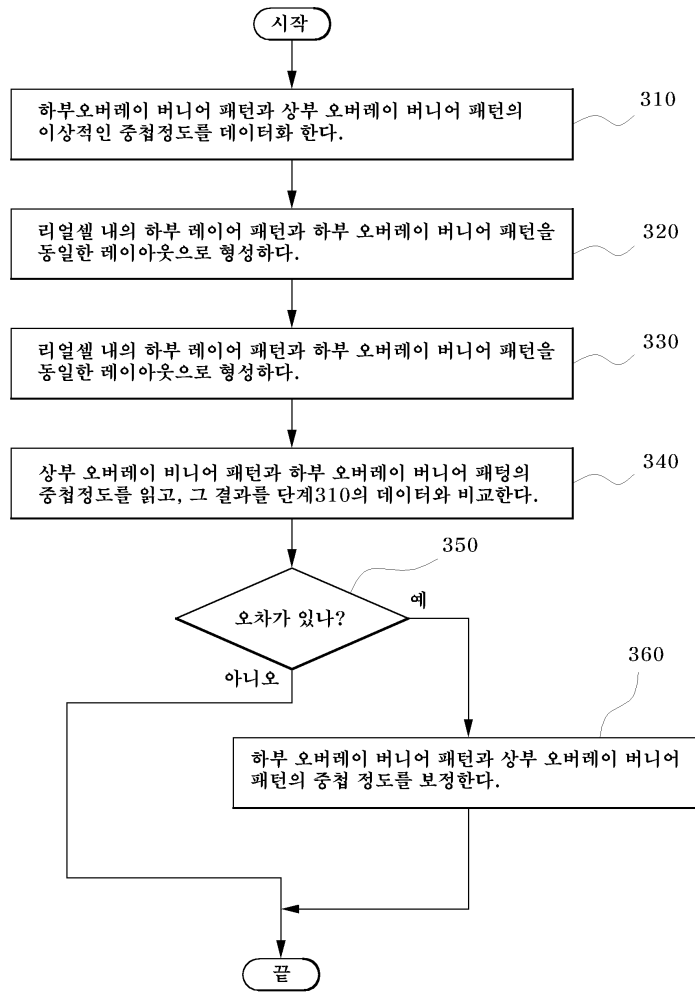 시작
하부오버레이 버니어 패턴과 상부 오버레이 버니어 패턴의
이상적인 중첩정도를 데이터화 한다.
310
리얼셀 내의 하부 레이어 패턴과 하부 오버레이 버니어 패턴을
동일한 레이아웃으로 형성하다.
320
리얼셀 내의 하부 레이어 패턴과 하부 오버레이 버니어 패턴을
동일한 레이아웃으로 형성하다.
330
상부 오버레이 비니어 패턴과 하부 오버레이 버니어 패텅의
중첩정도를 읽고, 그 결과를 단계310의 데이터와 비교한다.
340
350
오차가 있나?
예
아니오
360
하부 오버레이 버니어 패턴과 상부 오버레이 버니어
패턴의 중첩 정도를 보정한다.
끝